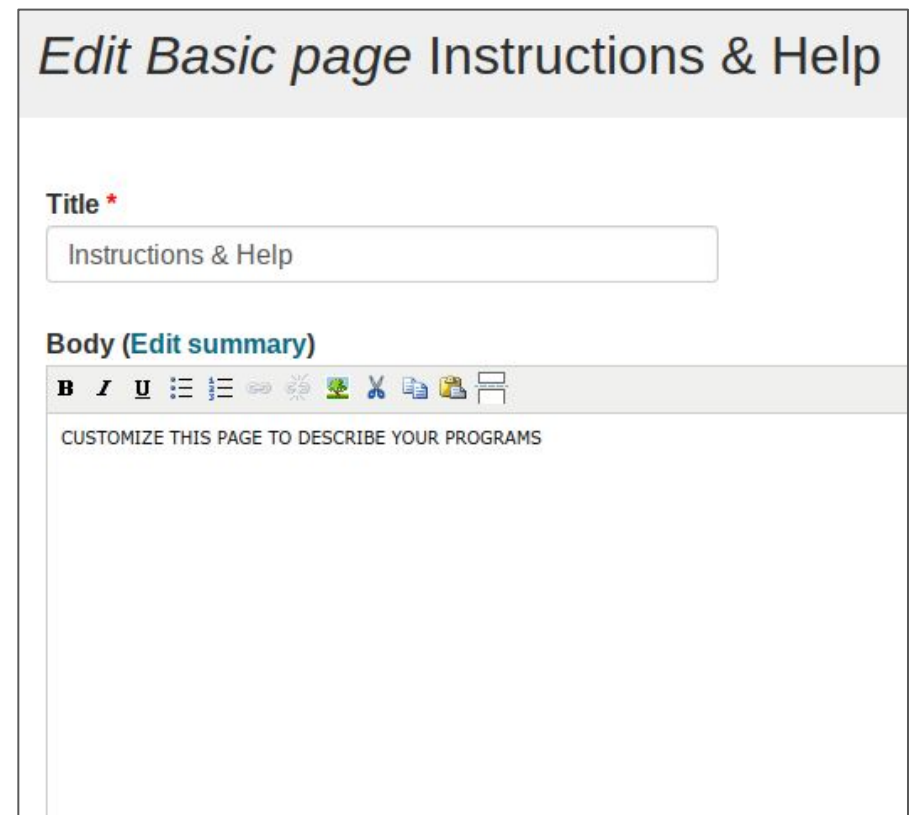 Edit Basic page Instructions & Help
Title *
Instructions & Help
Body (Edit summary)
B I U
CUSTOMIZE THIS PAGE TO DESCRIBE YOUR PROGRAMS